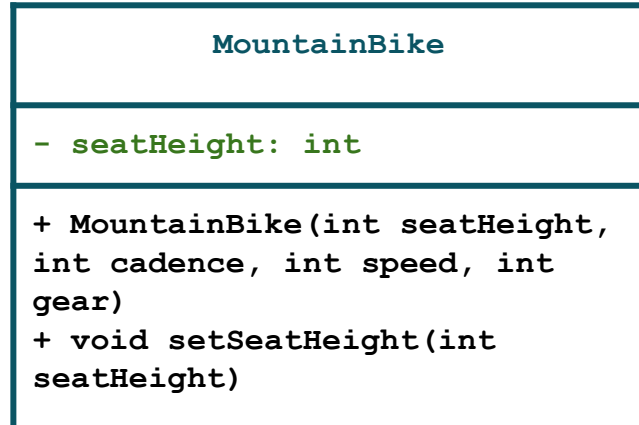 MountainBike
- seatHeight: int
+ MountainBike(int seatHeight,
int cadence, int speed, int
gear)
+ void setSeatHeight(int
seatHeight)